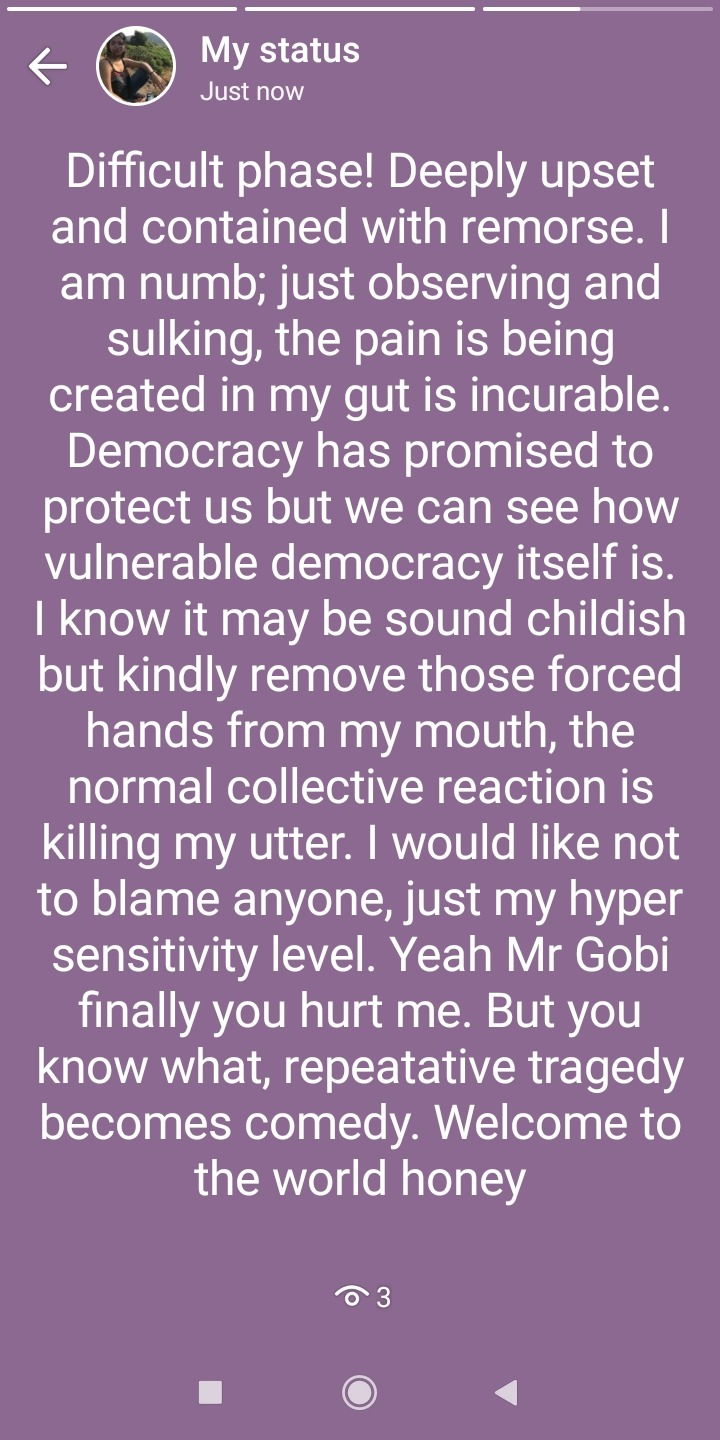 My status
Just now
Difficult phase! Deeply upset
and contained with remorse. I
am numb; just observing and
sulking, the pain is being
created in my gut is incurable.
Democracy has promised to
protect us but we can see how
vulnerable democracy itself is.
I know it may be sound childish
but kindly remove those forced
hands from my mouth, the
normal collective reaction is
killing my utter. I would like not
to blame anyone, just my hyper
sensitivity level. Yeah Mr Gobi
finally you hurt me. But you
know what, repeatative tragedy
becomes comedy. Welcome to
the world honey
3